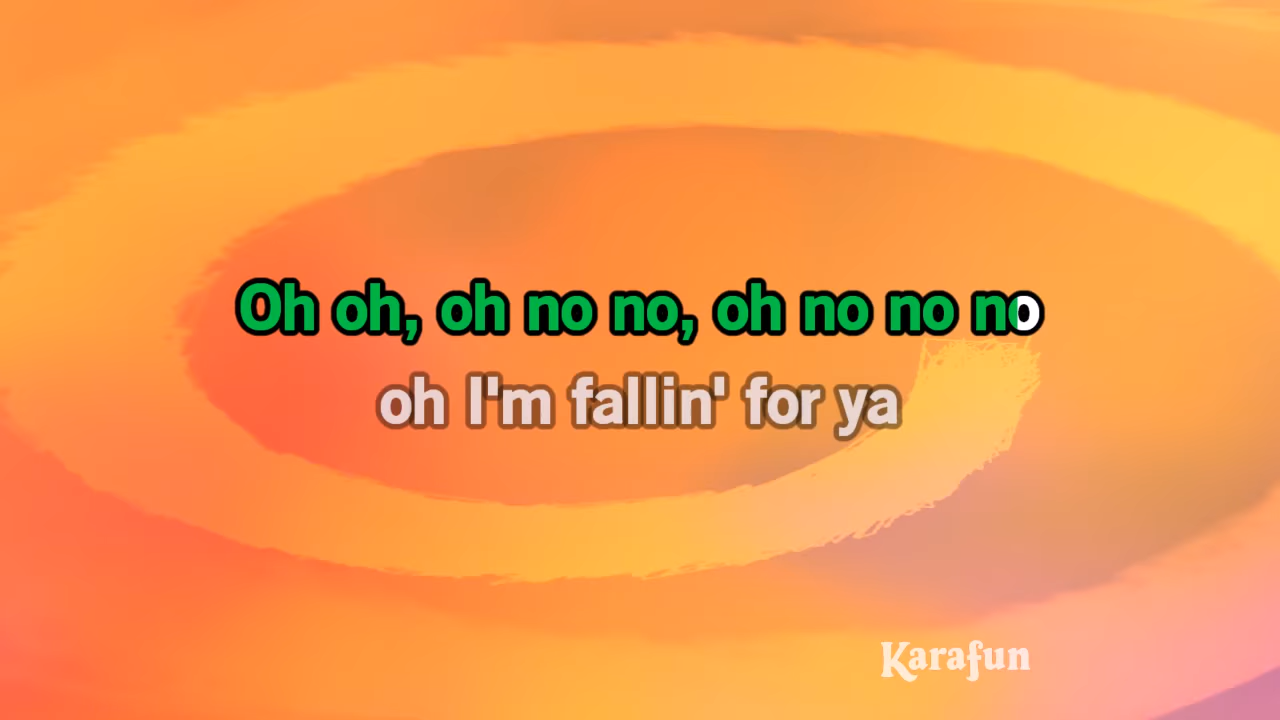 Oh oh, oh no no, oh no no no
oh I'm fallin' for ya
Karafun